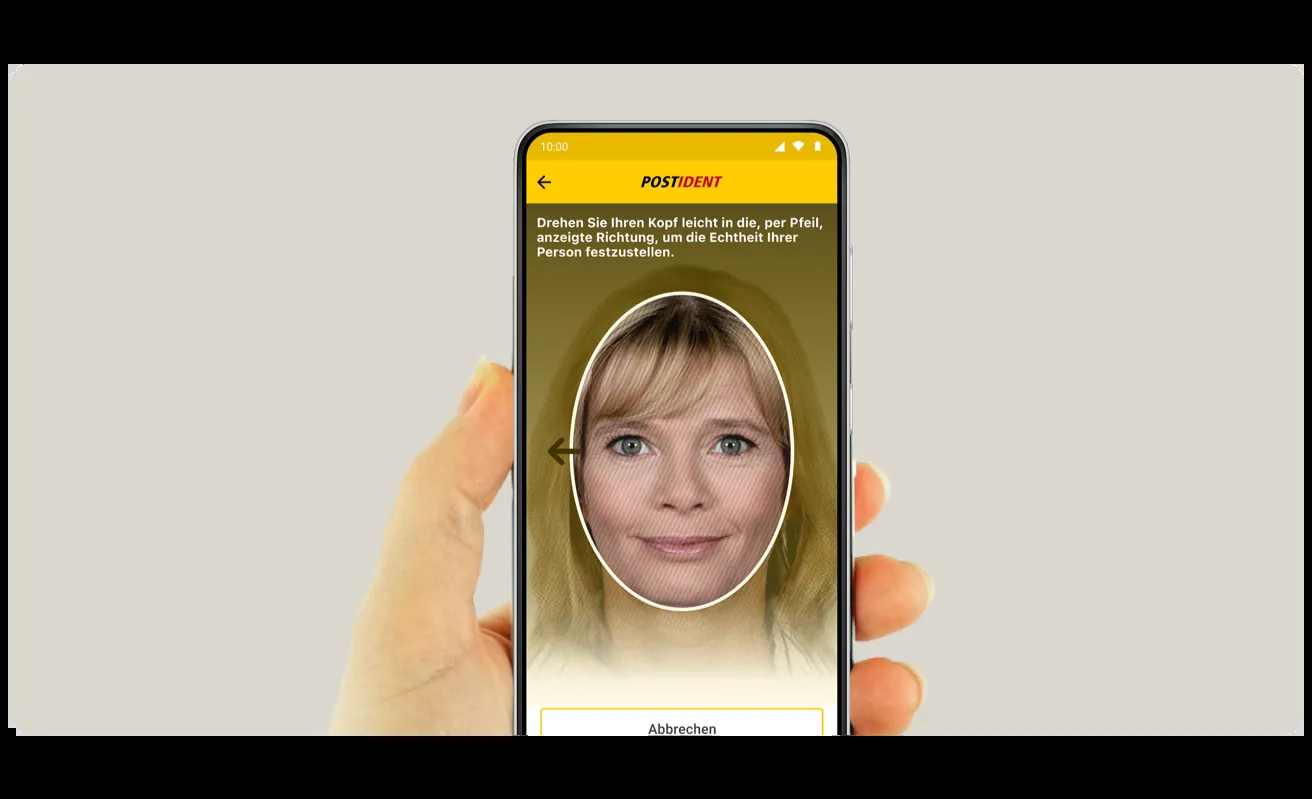 10:00
POSTIDENT
Drehen Sie Ihren Kopf leicht in die, per Pfeil,
anzeigte Richtung, um die Echtheit Ihrer
Person festzustellen.
Abbrechen